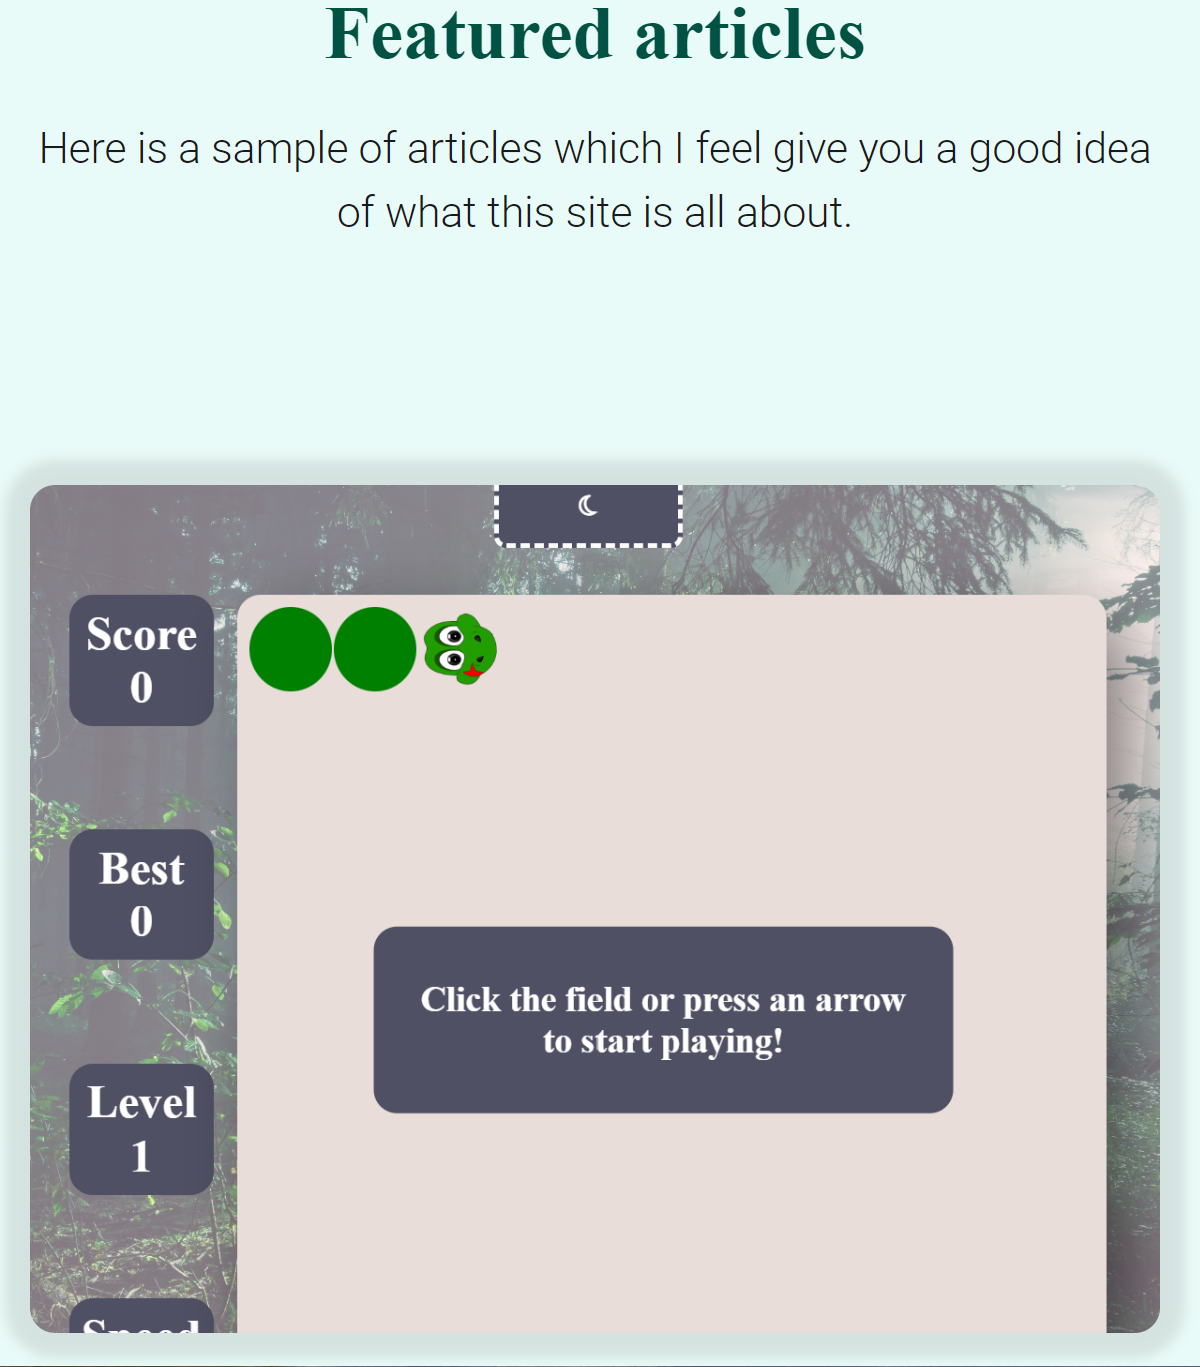 Featured articles
Here is a sample of articles which I feel give you a good idea
of what this site is all about.
Score
0
Best
0
Click the field or press an arrow
to start playing!
Level
1
Speed